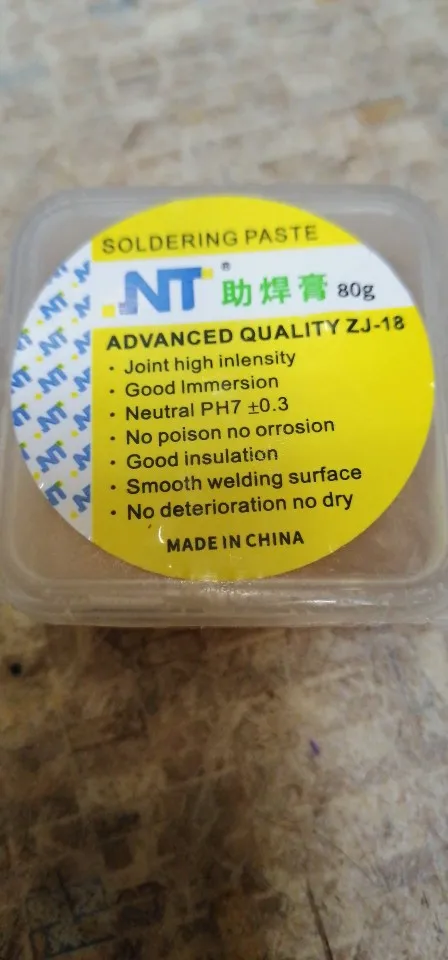 SOLDERING PASTE
NT® 助焊膏 80g
ADVANCED QUALITY ZJ-18
· Joint high inlensity
· Good Immersion
· Neutral PH7 ±0.3
· No poison no orrosion
· Good insulation
· Smooth welding surface
· No deterioration no dry
MADE IN CHINA